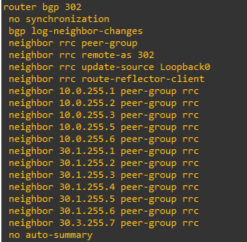 router bgp 302
no synchronization
bgp log-neighbor-changes
neighbor rrc peer-group
neighbor rrc remote-as 302
neighbor rrc update-source Loopback0
neighbor rrc route-reflector-client
neighbor 10.0.255.1 peer-group rrc
neighbor 10.0.255.2 peer-group rrc
neighbor 10.0.255.3 peer-group rrc
neighbor 10.0.255.5 peer-group rrc
neighbor 10.0.255.6 peer-group rrc
neighbor 30.1.255.1 peer-group rrc
neighbor 30.1.255.2 peer-group rrc
neighbor 30.1.255.3 peer-group rrc
neighbor 30.1.255.4 peer-group rrc
neighbor 30.1.255.5 peer-group rrc
neighbor 30.1.255.6 peer-group rrc
neighbor 30.3.255.7 peer-group rrc
no auto-summary